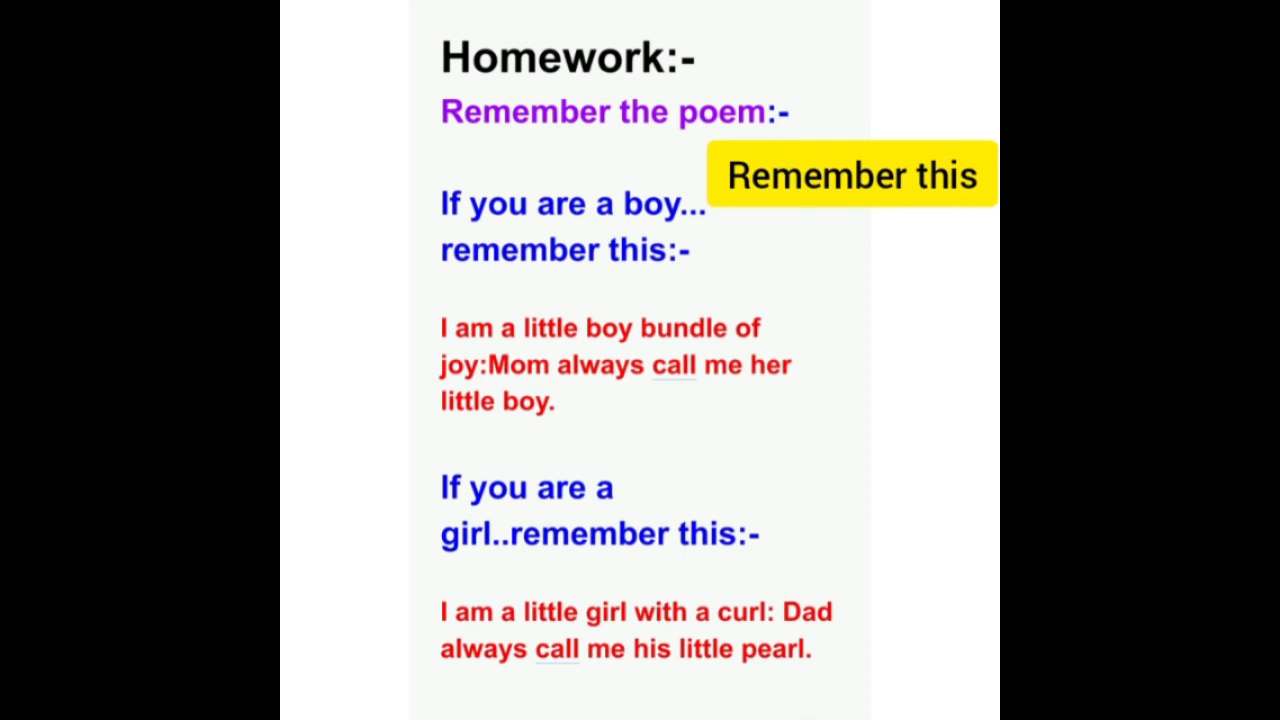 Homework:-
Remember the poem:-
Remember this
If you are a boy...
remember this:-
I am a little boy bundle of
joy:Mom always call me her
little boy.
If you are a
girl..remember this:-
I am a little girl with a curl: Dad
always call me his little pearl.